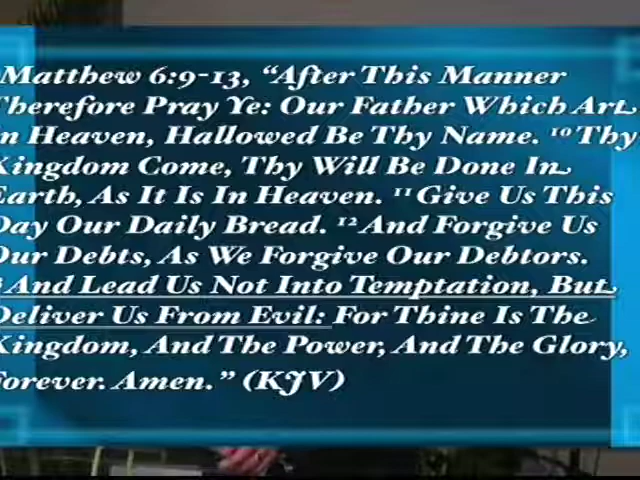 Matthew 6:9-13, “After This Manner
Therefore Pray Ye: Our Father Which Art
in Heaven, Hallowed Be Thy Name. 10 Thy
Kingdom Come, Thy Will Be Done In
Earth, As It Is In Heaven. 11 Give Us This
Day Our Daily Bread. 12 And Forgive Us
Our Debts, As We Forgive Our Debtors.
And Lead Us Not Into Temptation, But
Deliver Us From Evil: For Thine Is The
Kingdom, And The Power, And The Glory,
Forever. Amen.” (KJV)